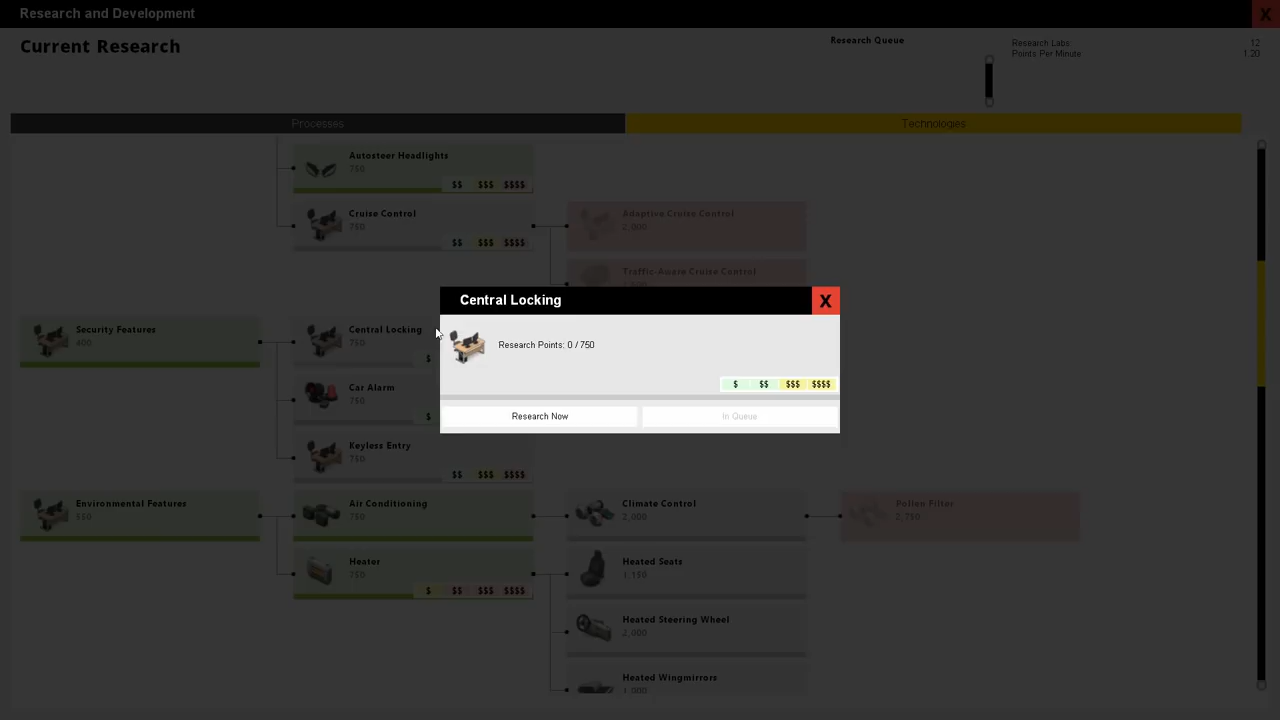 Research and Development
X
Current Research
Research Queue
Research Labs: 12
Points Per Minute 1.20
Processes
Technologies
Autosteer Headlights
750
$$ $$$ $$$$
Cruise Control
750
$$ $$$ $$$$
Adaptive Cruise Control
2,000
Traffic-Aware Cruise Control
Central Locking
X
Research Points: 0 / 750
$ $$ $$$ $$$$
Research Now
In Queue
Security Features
400
Central Locking
750
$
Car Alarm
750
$
Keyless Entry
750
$$ $$$ $$$$
Environmental Features
550
Air Conditioning
750
Climate Control
2,000
Pollen Filter
2,750
Heater
750
$ $$ $$$ $$$$
Heated Seats
1,150
Heated Steering Wheel
2,000
Heated Wingmirrors
1,000